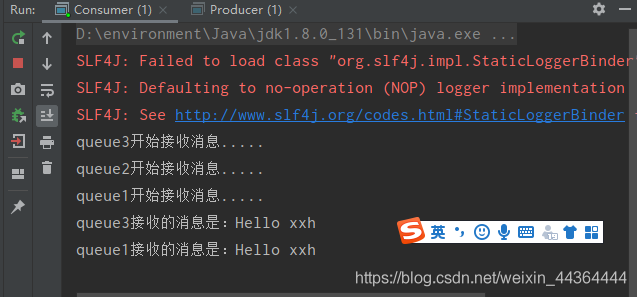 Run: Consumer (1) × Producer (1) ×
D:\environment\Java\jdk1.8.0_131\bin\java.exe ...
SLF4J: Failed to load class "org.slf4j.impl.StaticLoggerBinder"
SLF4J: Defaulting to no-operation (NOP) logger implementation
SLF4J: See http://www.slf4j.org/codes.html#StaticLoggerBinder
queue3开始接收消息.....
queue2开始接收消息.....
queue1开始接收消息.....
queue3接收的消息是：Hello xxh
queue1接收的消息是：Hello xxh
S 英
https://blog.csdn.net/weixin_44364444